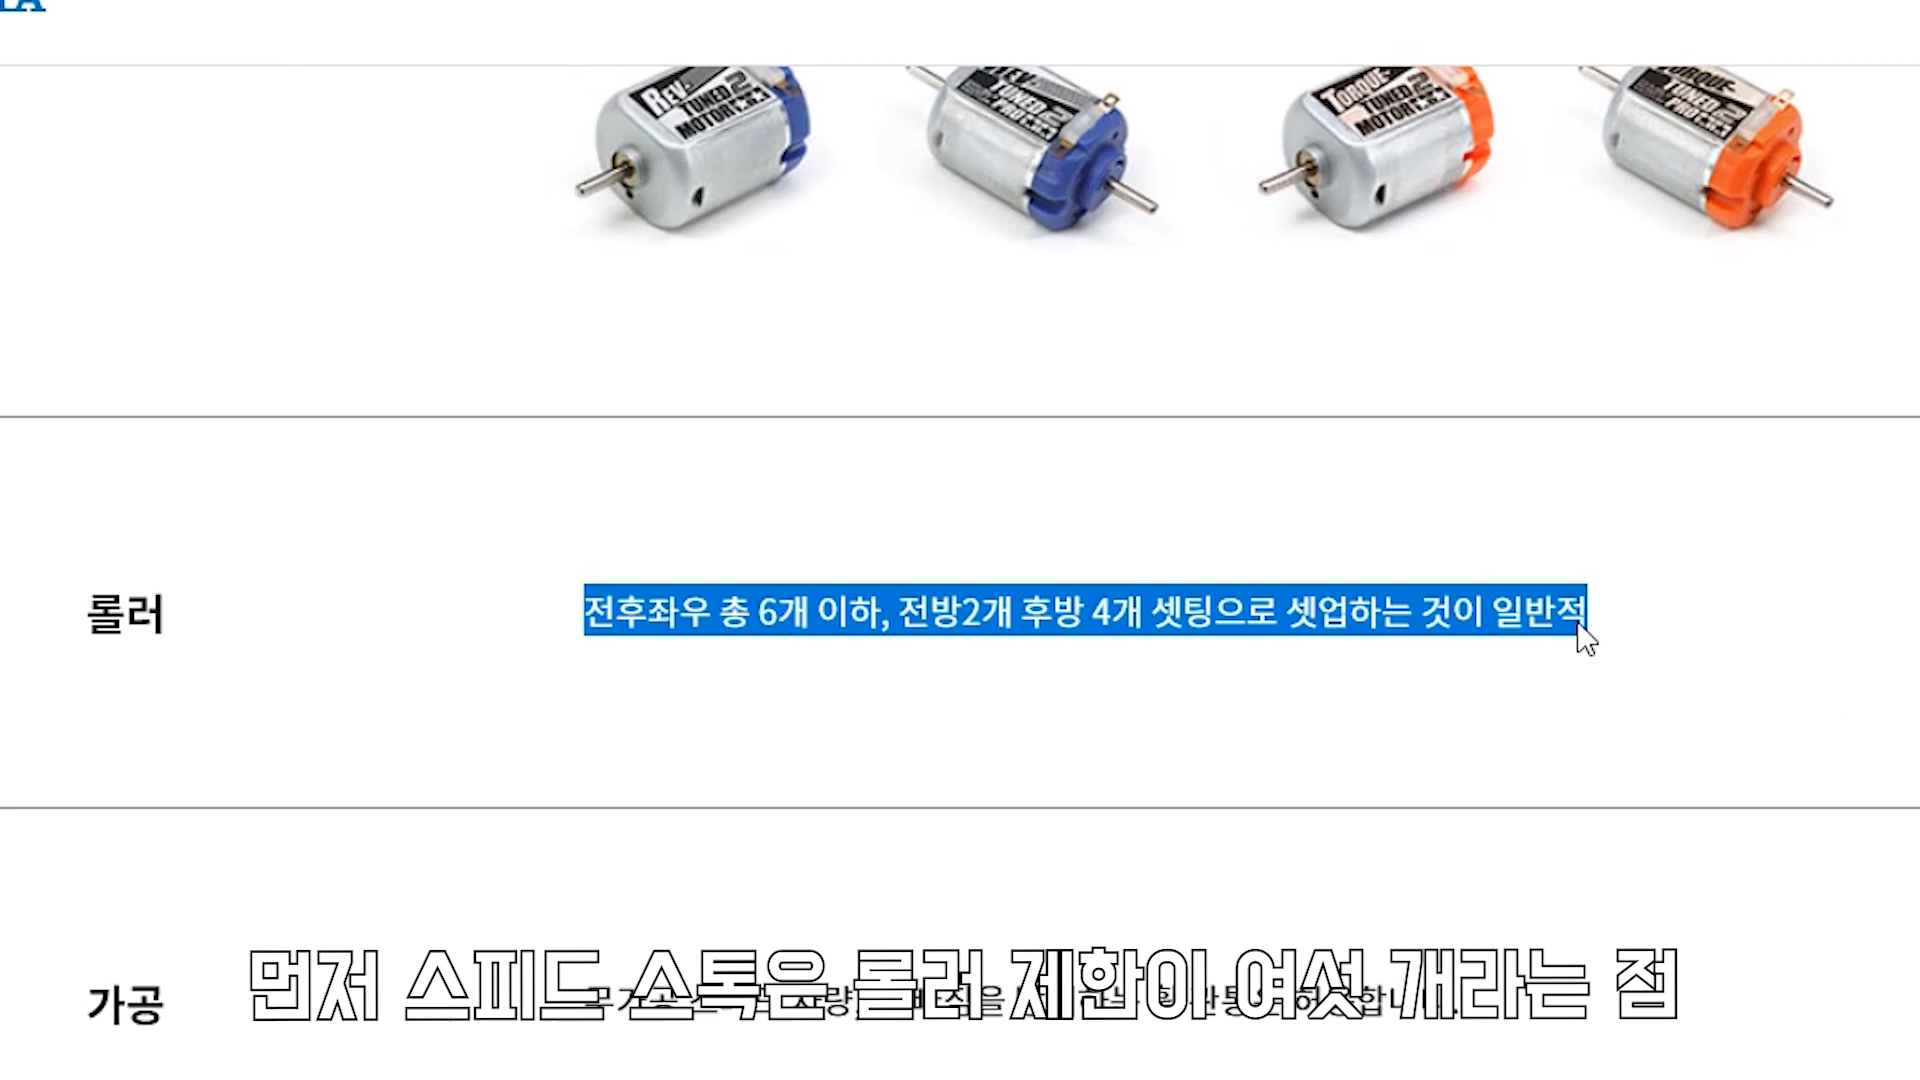 REV-TUNED 2 MOTOR
REV-TUNED 2 PRO
TORQUE-TUNED 2 MOTOR
TORQUE-TUNED 2 PRO
롤러
전후좌우 총 6개 이하, 전방2개 후방 4개 셋팅으로 셋업하는 것이 일반적
가공
먼저 스피드 스톡은 롤러 제한이 여섯 개라는 점